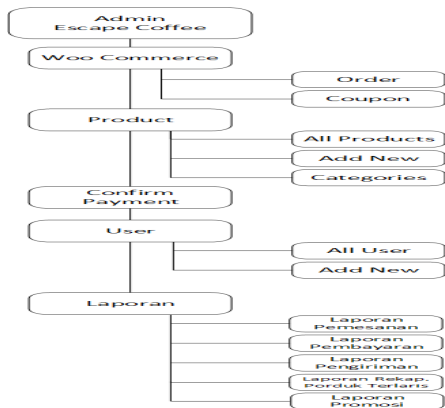 Admin
Escape Coffee
Woo Commerce
Order
Coupon
Product
All Products
Add New
Categories
Confirm
Payment
User
All User
Add New
Laporan
Laporan
Pemesanan
Laporan
Pembayaran
Laporan
Pengiriman
Laporan Rekap.
Porduk Terlaris
Laporan
Promosi